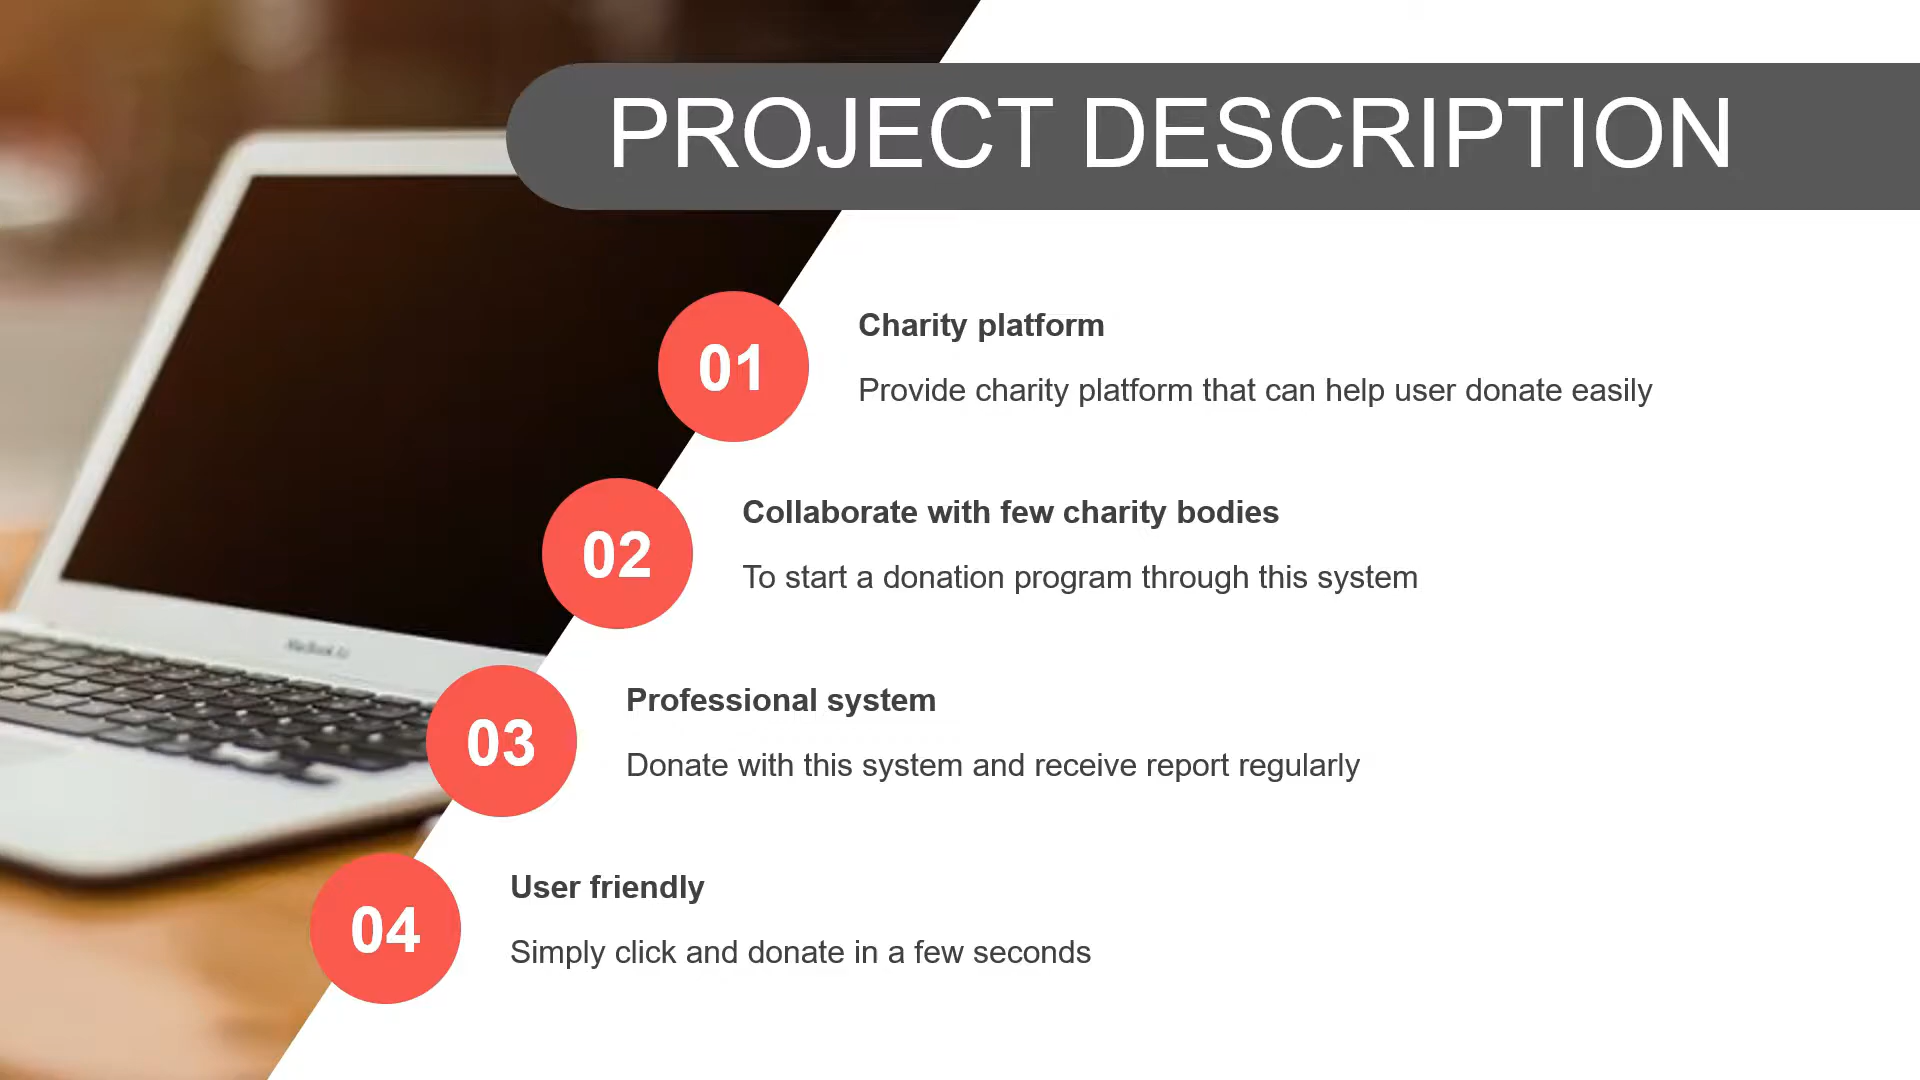 PROJECT DESCRIPTION
01
Charity platform
Provide charity platform that can help user donate easily
02
Collaborate with few charity bodies
To start a donation program through this system
03
Professional system
Donate with this system and receive report regularly
04
User friendly
Simply click and donate in a few seconds